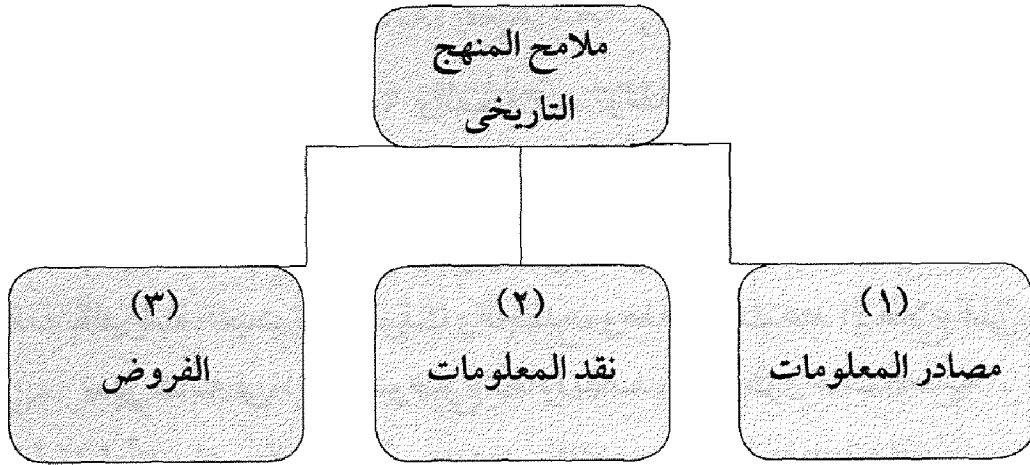 ملامح المنهج
التاريخى
(١)
مصادر المعلومات
(٢)
نقد المعلومات
(٣)
الفروض